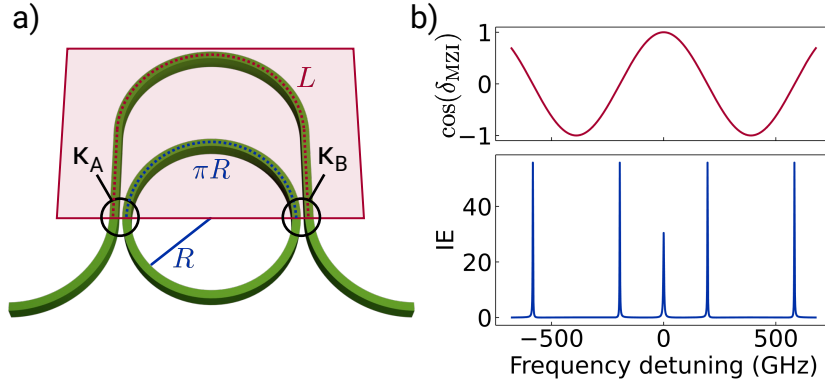 a)
L
κA
κB
πR
R
b)
cos(δMZI)
1
0
−1
IE
40
20
0
−500
0
500
Frequency detuning (GHz)